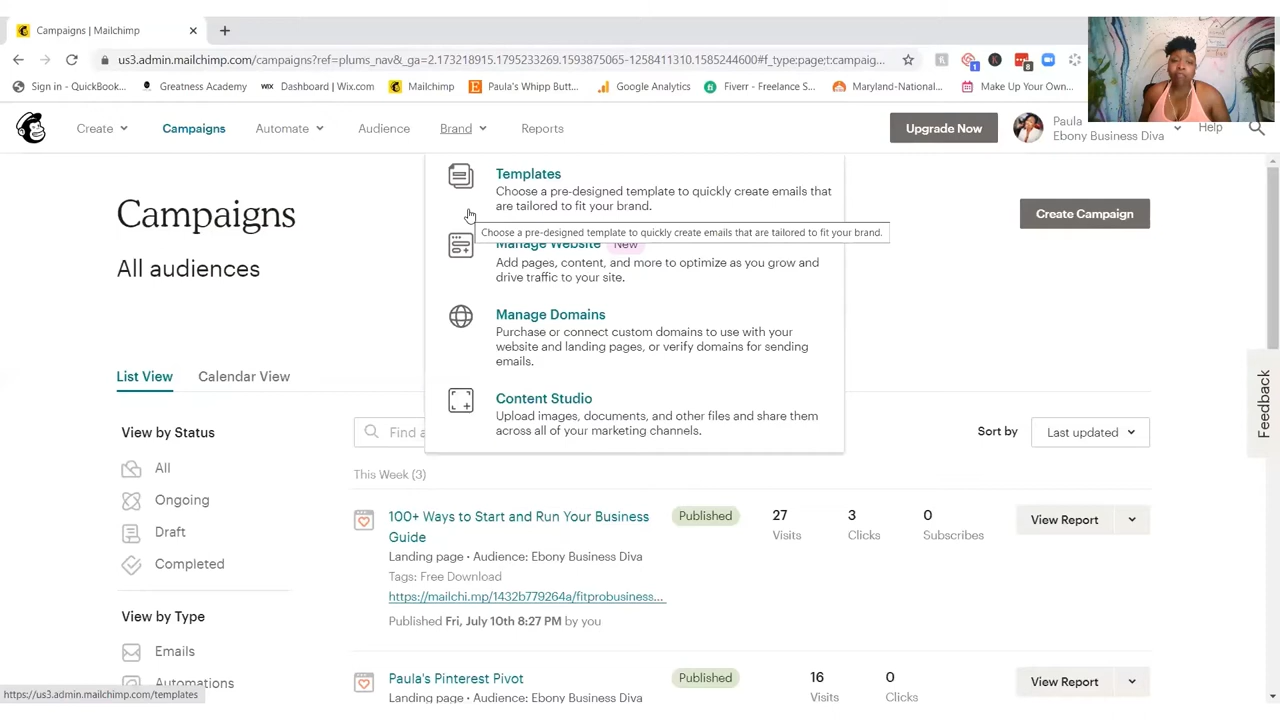 Campaigns | Mailchimp
us3.admin.mailchimp.com/campaigns?ref=plum-nav&_ga=2.173218915.1795233269.1593875065-1258411310.1585244600#f_type:page;t:campaig...
1
8
Sign in - QuickBook...
Greatness Academy
WIX
Dashboard | Wix.com
Mailchimp
Paula's Whipp Butt...
Google Analytics
Fiverr - Freelance S...
Maryland-National...
Make Up Your Own...
Create
Campaigns
Automate
Audience
Brand
Reports
Upgrade Now
Paula
Ebony Business Diva
Help
Templates
Choose a pre-designed template to quickly create emails that
are tailored to fit your brand.
Choose a pre-designed template to quickly create emails that are tailored to fit your brand.
Manage Website New
Add pages, content, and more to optimize as you grow and
drive traffic to your site.
Manage Domains
Purchase or connect custom domains to use with your
website and landing pages, or verify domains for sending
emails.
Content Studio
Upload images, documents, and other files and share them
across all of your marketing channels.
Campaigns
All audiences
Create Campaign
List View
Calendar View
Feedback
View by Status
All
Ongoing
Draft
Completed
View by Type
Emails
Automations
Find a
Sort by
Last updated
This Week (3)
100+ Ways to Start and Run Your Business
Guide
Landing page • Audience: Ebony Business Diva
Tags: Free Download
https://mailchi.mp/1432b779264a/fitprobusiness...
Published Fri, July 10th 8:27 PM by you
Published
27
Visits
3
Clicks
0
Subscribes
View Report
Paula's Pinterest Pivot
Landing page • Audience: Ebony Business Diva
Published
16
Visits
0
Clicks
View Report
https://us3.admin.mailchimp.com/templates